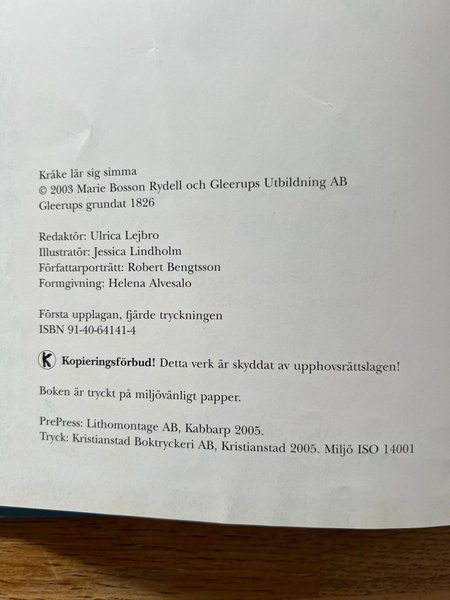 Kråke lär sig simma
© 2003 Marie Bosson Rydell och Gleerups Utbildning AB
Gleerups grundat 1826
Redaktör: Ulrica Lejbro
Illustratör: Jessica Lindholm
Författarporträtt: Robert Bengtsson
Formgivning: Helena Alvesalo
Första upplagan, fjärde tryckningen
ISBN 91-40-64141-4
K Kopieringsförbud! Detta verk är skyddat av upphovsrättslagen!
Boken är tryckt på miljövänligt papper.
PrePress: Lithomontage AB, Kabbarp 2005.
Tryck: Kristianstad Boktryckeri AB, Kristianstad 2005. Miljö ISO 14001